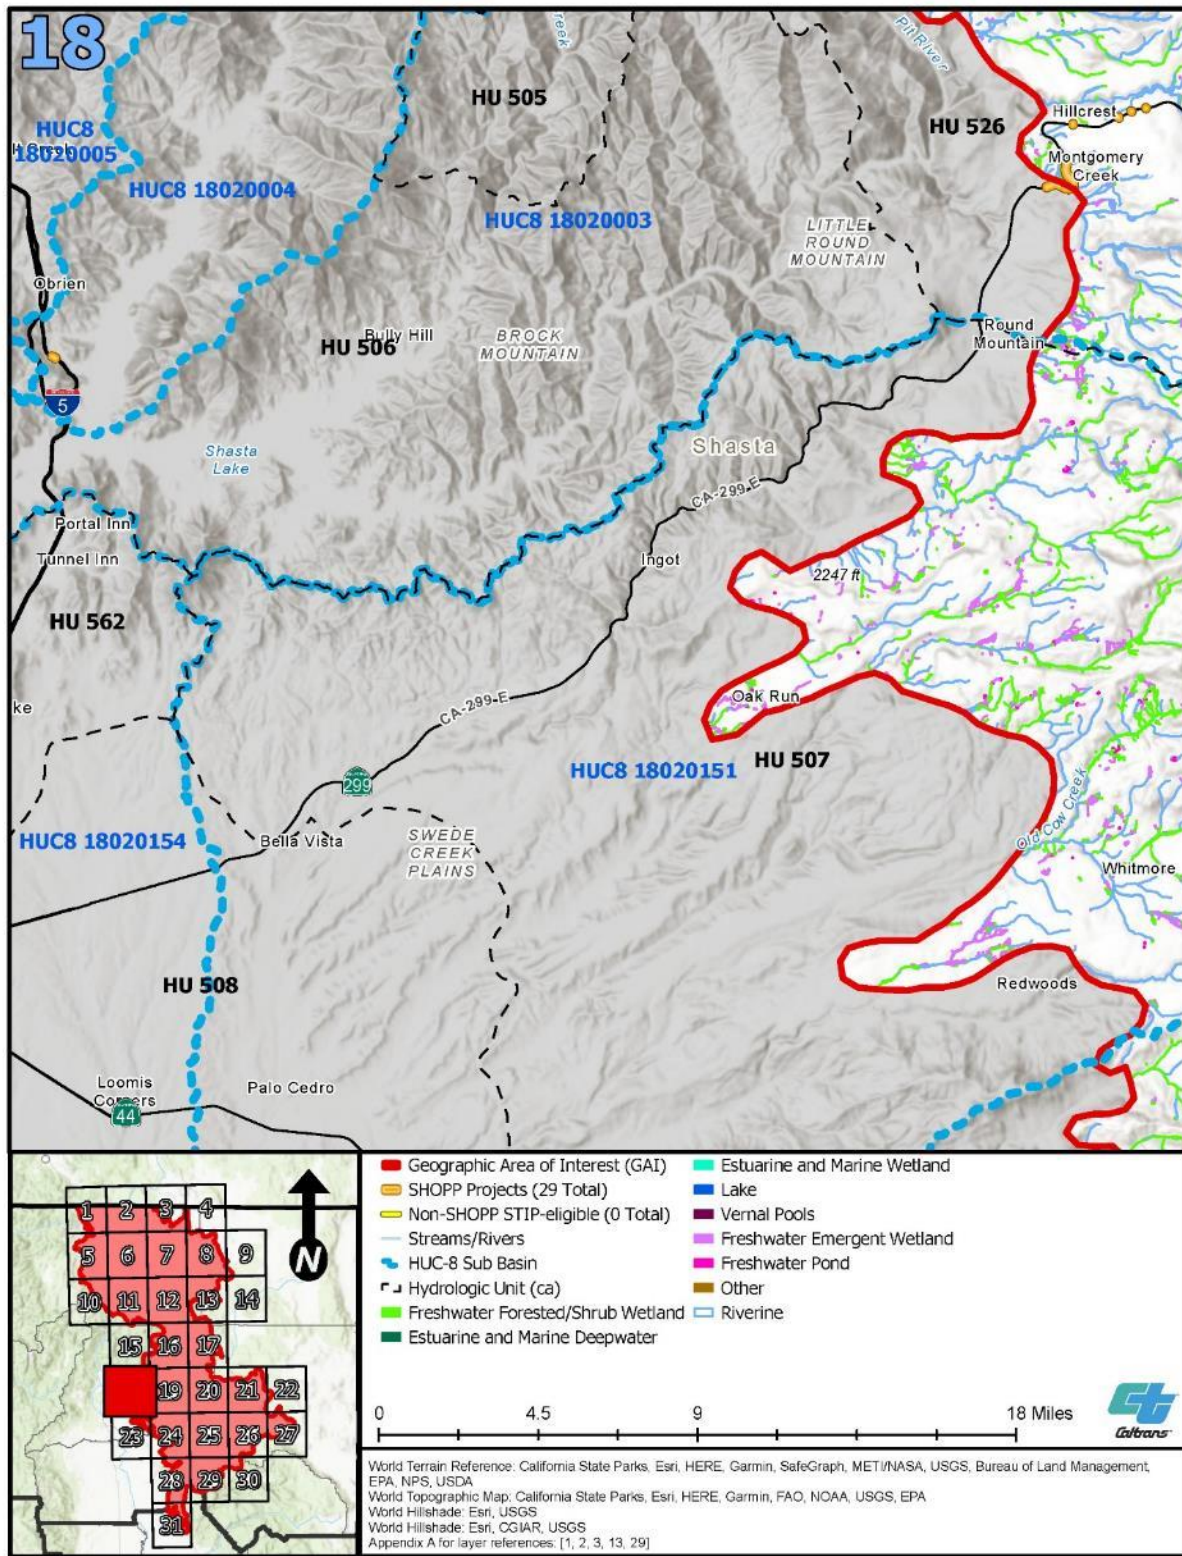 18
Creek
Pit River
HU 505
HU 526
Hillcrest
HUC8
18020005
Montgomery
Creek
HUC8 18020004
HUC8 18020003
LITTLE
ROUND
MOUNTAIN
Obrien
Round
Mountain
Bully Hill
HU 506
BROCK
MOUNTAIN
5
Shasta
Lake
Shasta
CA-299-E
Portal Inn
Tunnel Inn
Ingot
2247 ft
HU 562
ke
Oak Run
CA-299-E
HU 507
HUC8 18020151
299
Old Cow Creek
HUC8 18020154
Bella Vista
SWEDE
CREEK
PLAINS
Whitmore
HU 508
Redwoods
Loomis
Corners
44
Palo Cedro
1 2 3 4
5 6 7 8 9
10 11 12 13 14
15 16 17
19 20 21 22
23 24 25 26 27
28 29 30
31
N
Geographic Area of Interest (GAI)
SHOPP Projects (29 Total)
Non-SHOPP STIP-eligible (0 Total)
Streams/Rivers
HUC-8 Sub Basin
Hydrologic Unit (ca)
Freshwater Forested/Shrub Wetland
Estuarine and Marine Deepwater
Estuarine and Marine Wetland
Lake
Vernal Pools
Freshwater Emergent Wetland
Freshwater Pond
Other
Riverine
0 4.5 9 18 Miles
Caltrans
World Terrain Reference: California State Parks, Esri, HERE, Garmin, SafeGraph, METI/NASA, USGS, Bureau of Land Management,
EPA, NPS, USDA
World Topographic Map: California State Parks, Esri, HERE, Garmin, FAO, NOAA, USGS, EPA
World Hillshade: Esri, USGS
World Hillshade: Esri, CGIAR, USGS
Appendix A for layer references: [1, 2, 3, 13, 29]